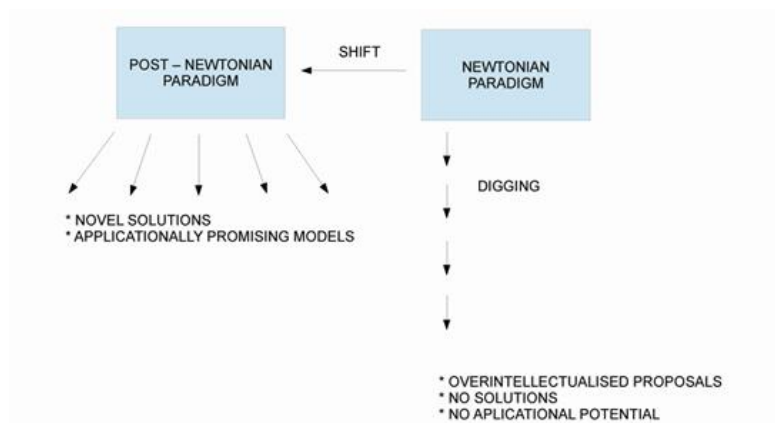 POST – NEWTONIAN
PARADIGM
SHIFT
NEWTONIAN
PARADIGM
DIGGING
* NOVEL SOLUTIONS
* APPLICATIONALLY PROMISING MODELS
* OVERINTELLECTUALISED PROPOSALS
* NO SOLUTIONS
* NO APLICATIONAL POTENTIAL